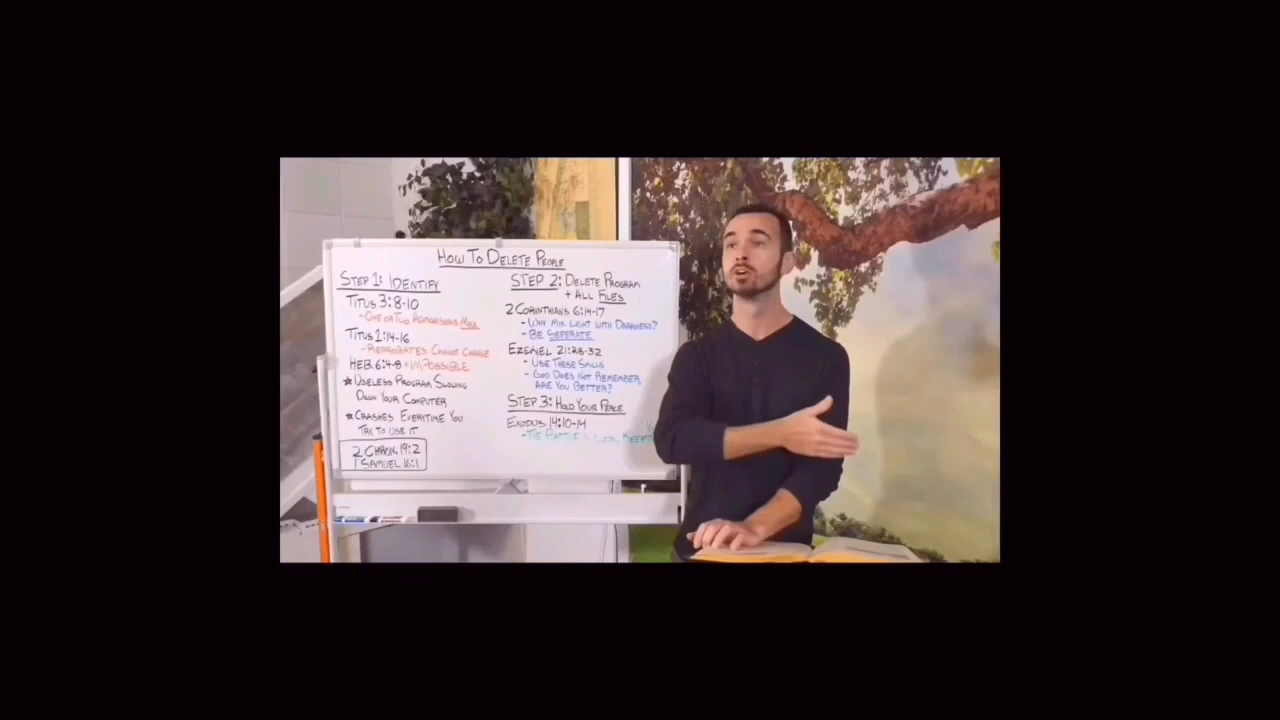 How To Delete People
Step 1: Identify
Titus 3:8-10
- One or Two Admonitions Max
Titus 1:14-16
- Reprobates Cannot Change
Heb. 6:4-8 = Impossible
★ Useless Program Slowing
Down Your Computer
★ Crashes Everytime You
Try to use it
2 Chron. 19:2
1 Samuel 16:1
Step 2: Delete Program
+ All Files
2 Corinthians 6:14-17
- Why Mix Light with Darkness?
- Be Seperate
Ezekiel 21:28-32
- Use These Skills
- God Does Not Remember,
Are You Better?
Step 3: Hold Your Peace
Exodus 14:10-14
- The Battle